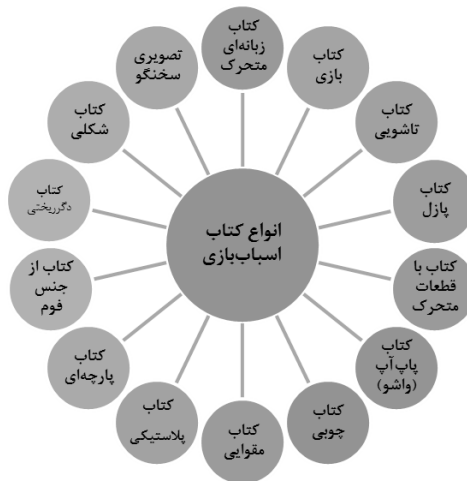 انواع کتاب
اسباب‌بازی
کتاب
زبانه‌ای
متحرک
کتاب
بازی
کتاب
تاشویی
کتاب
پازل
کتاب با
قطعات
متحرک
کتاب
پاپ‌آپ
(واشو)
کتاب
چوبی
کتاب
مقوایی
کتاب
پلاستیکی
کتاب
پارچه‌ای
کتاب از
جنس
فوم
کتاب
دگرریختی
کتاب
شکلی
تصویری
سخنگو